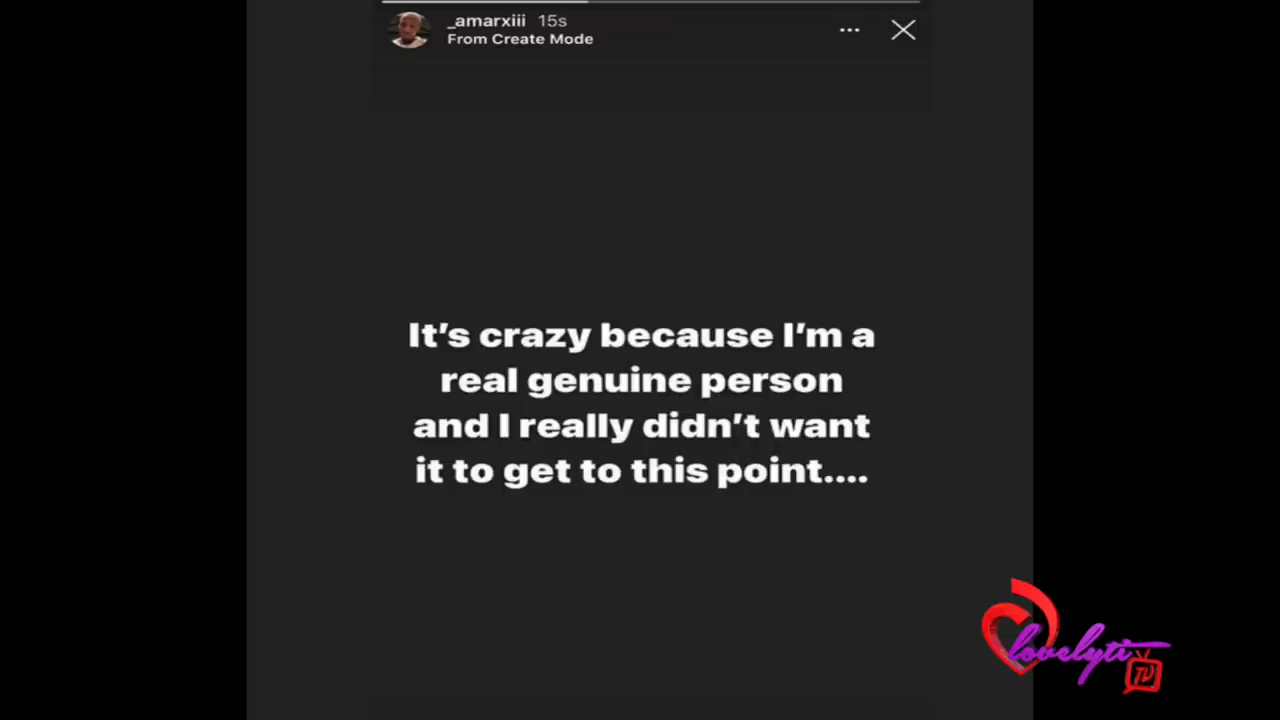 _amarxiii 15s
From Create Mode
It's crazy because I'm a
real genuine person
and I really didn't want
it to get to this point....
lovelyti
TV